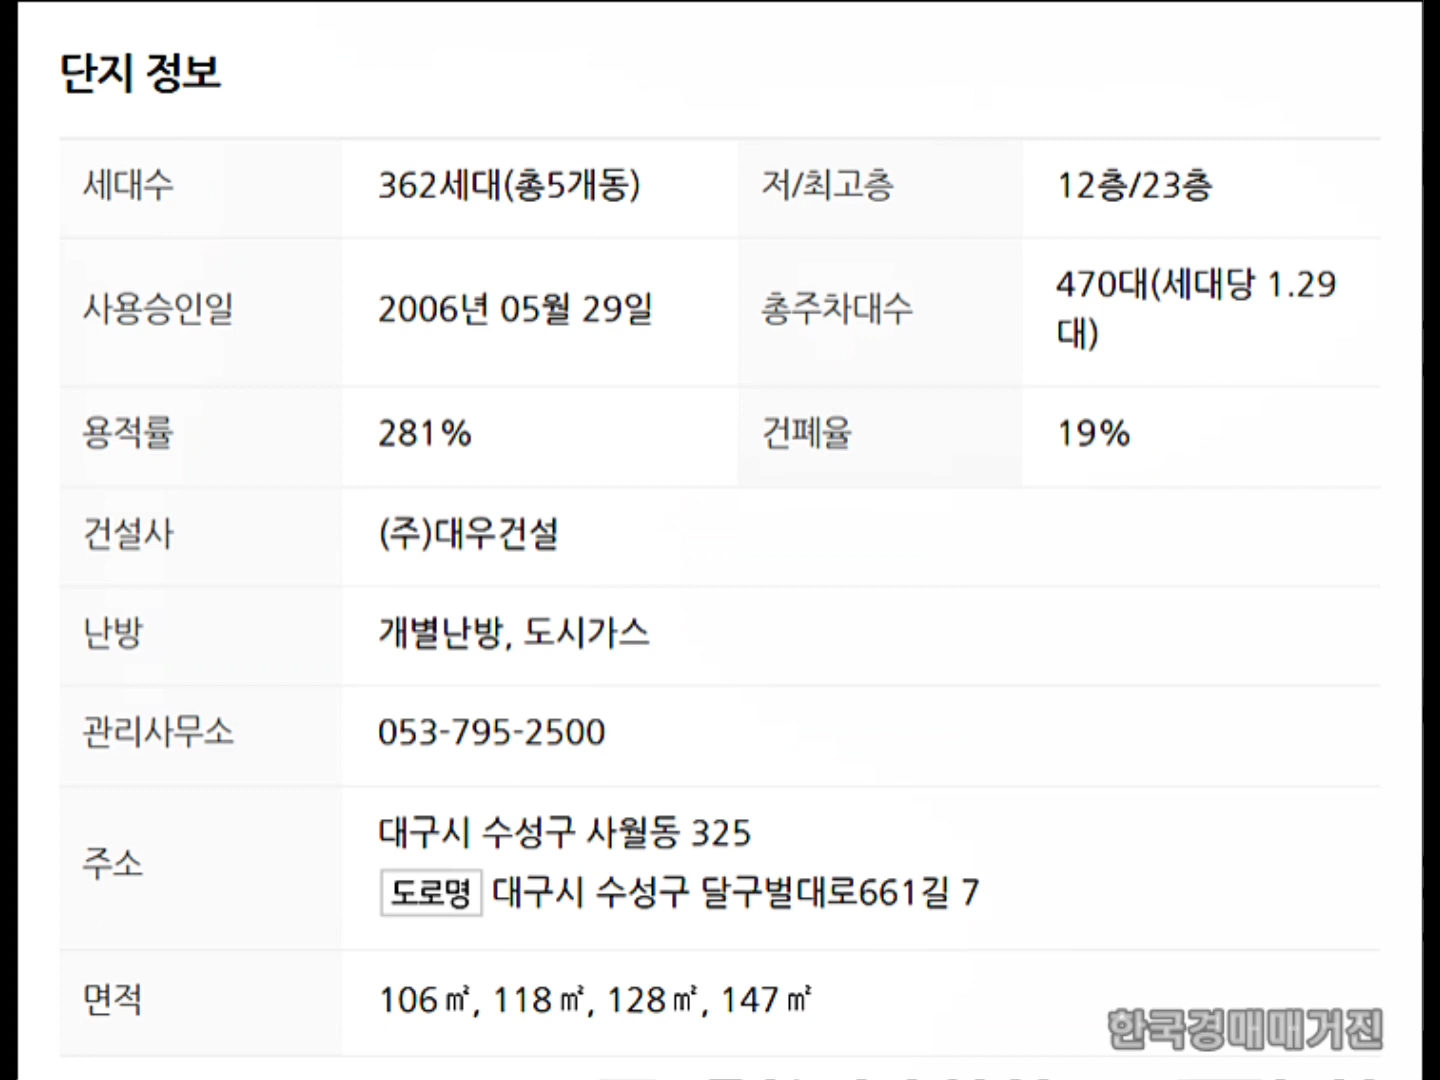 단지 정보
세대수 362세대(총5개동) 저/최고층 12층/23층
사용승인일 2006년 05월 29일 총주차대수 470대(세대당 1.29
대)
용적률 281% 건폐율 19%
건설사 (주)대우건설
난방 개별난방, 도시가스
관리사무소 053-795-2500
주소 대구시 수성구 사월동 325
도로명 대구시 수성구 달구벌대로661길 7
면적 106㎡, 118㎡, 128㎡, 147㎡
한국경매매거진